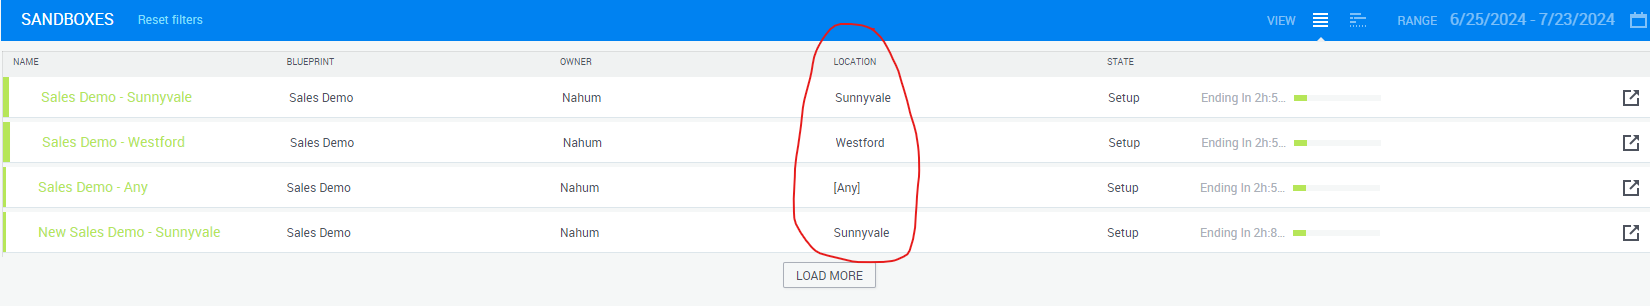 SANDBOXES Reset filters VIEW RANGE 6/25/2024 - 7/23/2024
NAME BLUEPRINT OWNER LOCATION STATE
Sales Demo - Sunnyvale Sales Demo Nahum Sunnyvale Setup Ending In 2h:5...
Sales Demo - Westford Sales Demo Nahum Westford Setup Ending In 2h:5...
Sales Demo - Any Sales Demo Nahum [Any] Setup Ending In 2h:5...
New Sales Demo - Sunnyvale Sales Demo Nahum Sunnyvale Setup Ending In 2h:8...
LOAD MORE